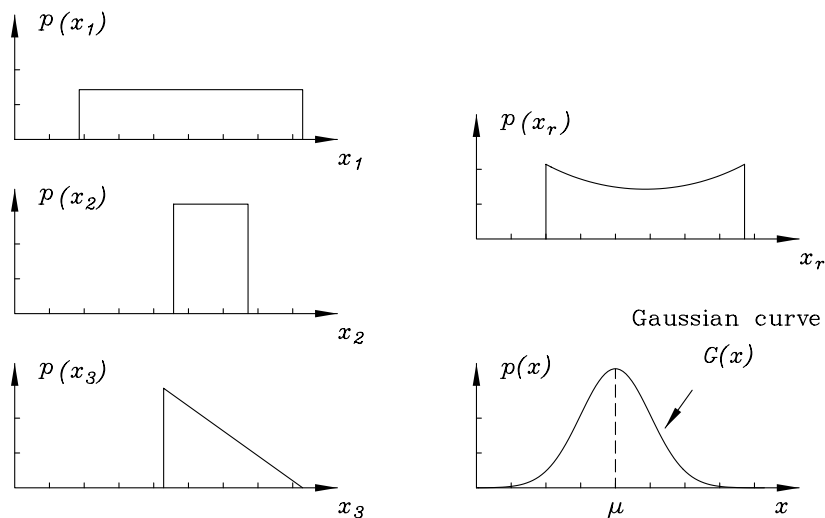 p(x₁)
x₁
p(x₂)
x₂
p(x₃)
x₃
p(xᵣ)
xᵣ
Gaussian curve
G(x)
p(x)
μ
x